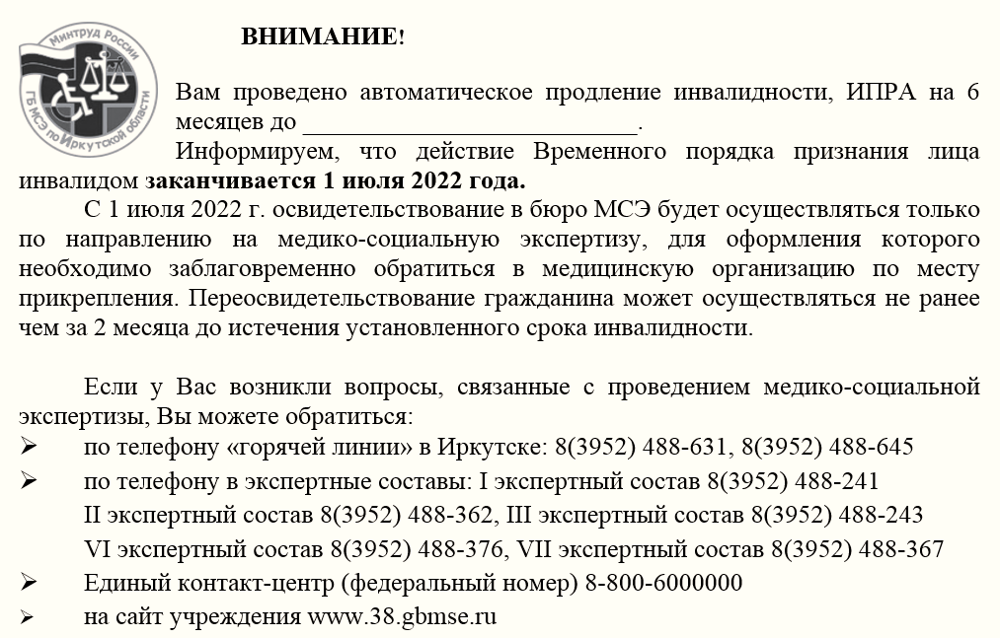 Минтруд России
ГБ МСЭ по Иркутской области
ВНИМАНИЕ!
Вам проведено автоматическое продление инвалидности, ИПРА на 6
месяцев до ___________________________.
Информируем, что действие Временного порядка признания лица
инвалидом заканчивается 1 июля 2022 года.
С 1 июля 2022 г. освидетельствование в бюро МСЭ будет осуществляться только
по направлению на медико-социальную экспертизу, для оформления которого
необходимо заблаговременно обратиться в медицинскую организацию по месту
прикрепления. Переосвидетельствование гражданина может осуществляться не ранее
чем за 2 месяца до истечения установленного срока инвалидности.
Если у Вас возникли вопросы, связанные с проведением медико-социальной
экспертизы, Вы можете обратиться:
➢ по телефону «горячей линии» в Иркутске: 8(3952) 488-631, 8(3952) 488-645
➢ по телефону в экспертные составы: I экспертный состав 8(3952) 488-241
II экспертный состав 8(3952) 488-362, III экспертный состав 8(3952) 488-243
VI экспертный состав 8(3952) 488-376, VII экспертный состав 8(3952) 488-367
➢ Единый контакт-центр (федеральный номер) 8-800-6000000
➢ на сайт учреждения www.38.gbmse.ru